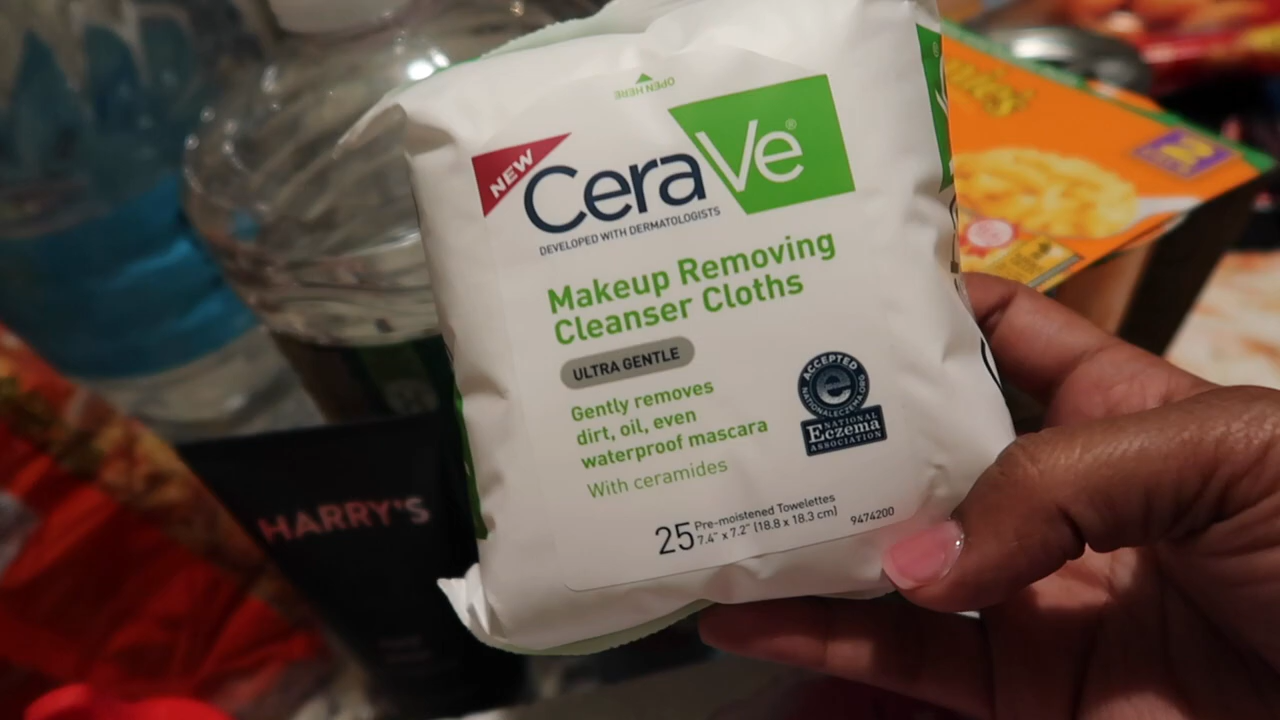 OPEN HERE
NEW
CeraVe®
DEVELOPED WITH DERMATOLOGISTS
Makeup Removing
Cleanser Cloths
ULTRA GENTLE
Gently removes
dirt, oil, even
waterproof mascara
With ceramides
ACCEPTED
e
NATIONALECZEMA.ORG
NATIONAL
Eczema
ASSOCIATION
25 Pre-moistened Towelettes
7.4" x 7.2" (18.8 x 18.3 cm)
9474200
HARRY'S